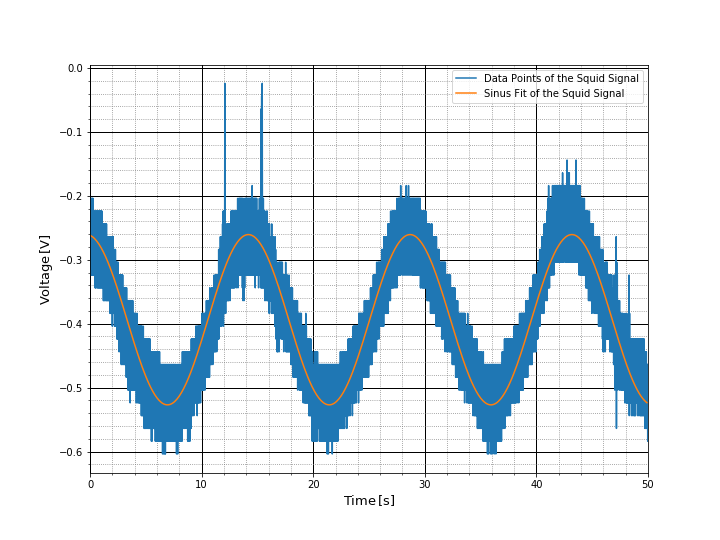 0.0
−0.1
−0.2
−0.3
−0.4
−0.5
−0.6
Voltage [V]
0 10 20 30 40 50
Time [s]
Data Points of the Squid Signal
Sinus Fit of the Squid Signal